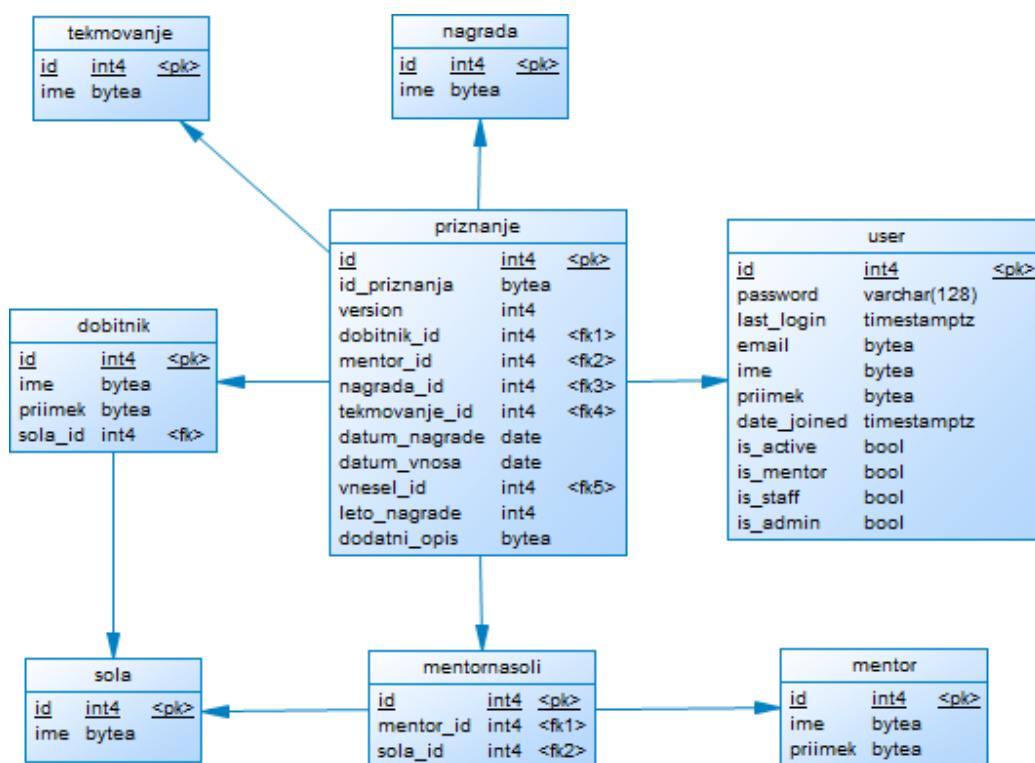 tekmovanje
id int4 <pk>
ime bytea
nagrada
id int4 <pk>
ime bytea
priznanje
id int4 <pk>
id_priznanja bytea
version int4
dobitnik_id int4 <fk1>
mentor_id int4 <fk2>
nagrada_id int4 <fk3>
tekmovanje_id int4 <fk4>
datum_nagrade date
datum_vnosa date
vnesel_id int4 <fk5>
leto_nagrade int4
dodatni_opis bytea
user
id int4 <pk>
password varchar(128)
last_login timestamptz
email bytea
ime bytea
priimek bytea
date_joined timestamptz
is_active bool
is_mentor bool
is_staff bool
is_admin bool
dobitnik
id int4 <pk>
ime bytea
priimek bytea
sola_id int4 <fk>
sola
id int4 <pk>
ime bytea
mentornasoli
id int4 <pk>
mentor_id int4 <fk1>
sola_id int4 <fk2>
mentor
id int4 <pk>
ime bytea
priimek bytea